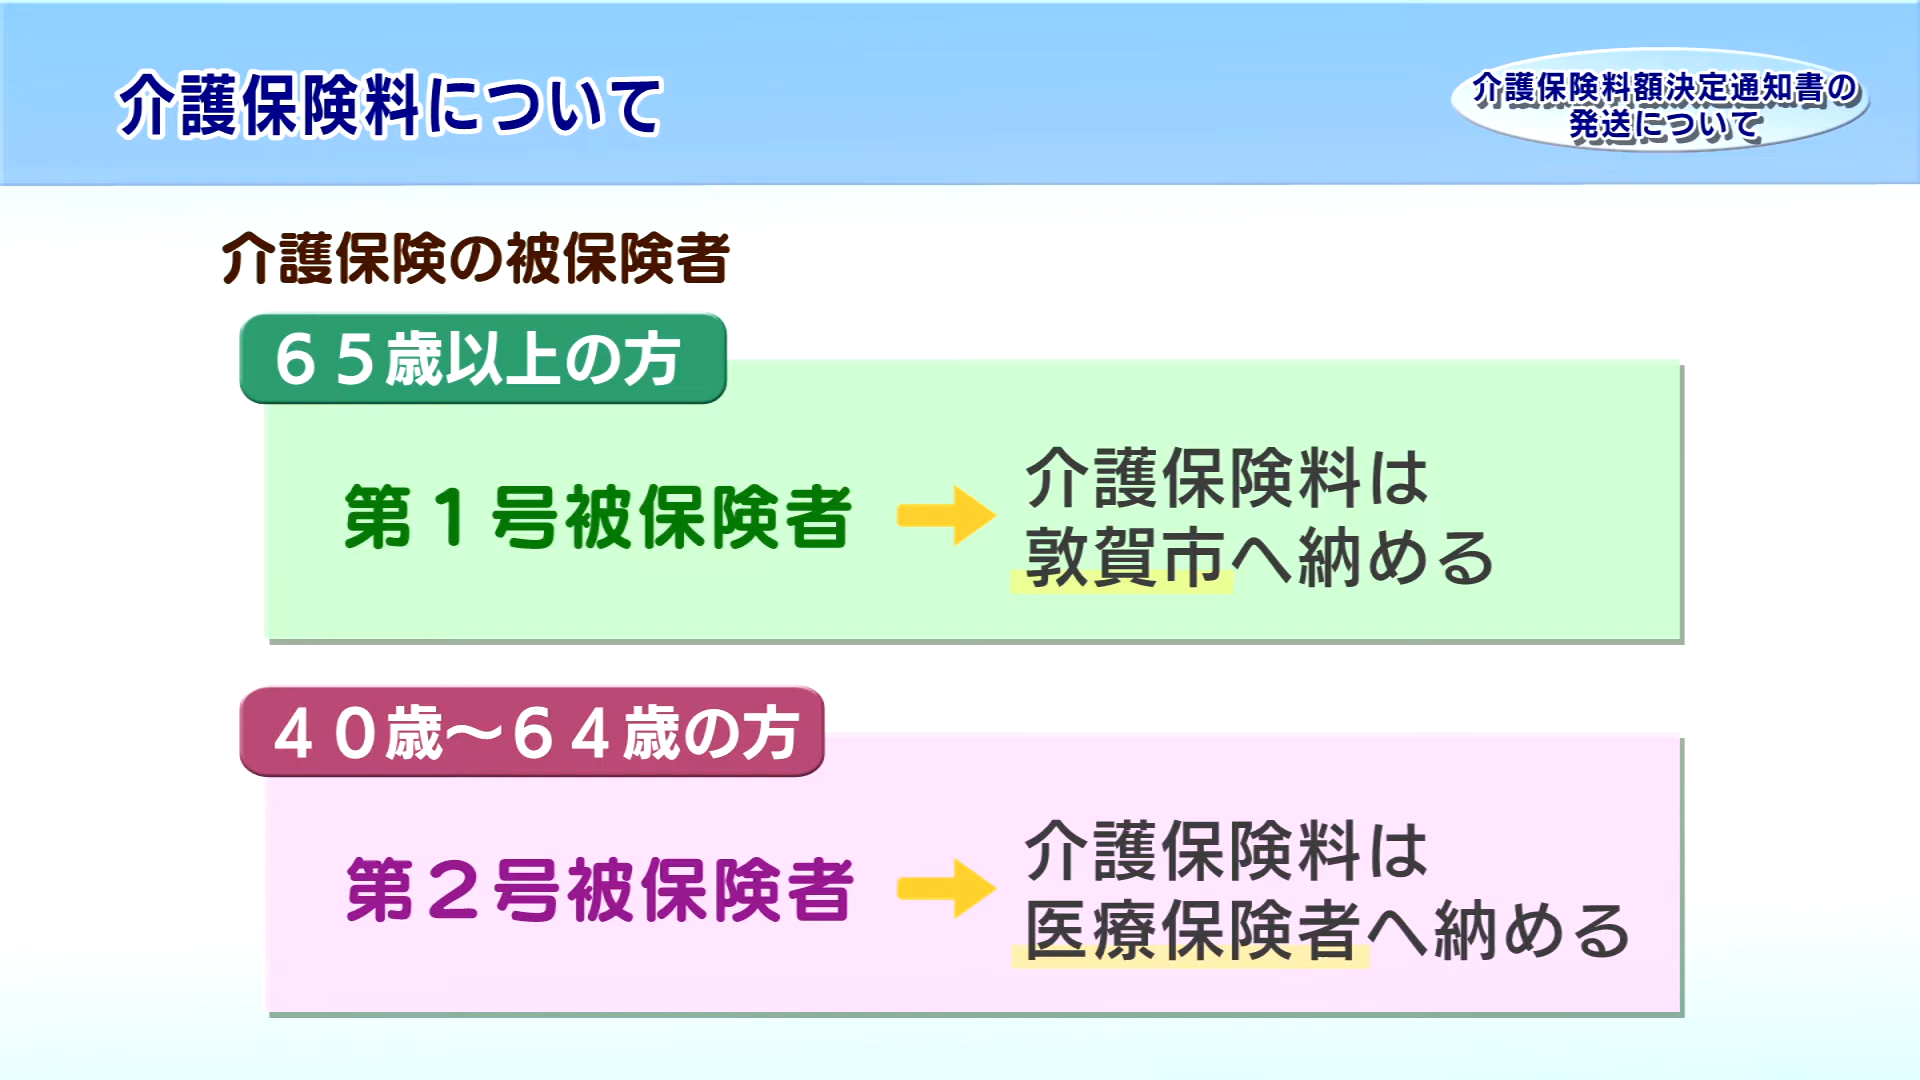 介護保険料について
介護保険料額決定通知書の
発送について
介護保険の被保険者
６５歳以上の方
第１号被保険者
介護保険料は
敦賀市へ納める
４０歳～６４歳の方
第２号被保険者
介護保険料は
医療保険者へ納める